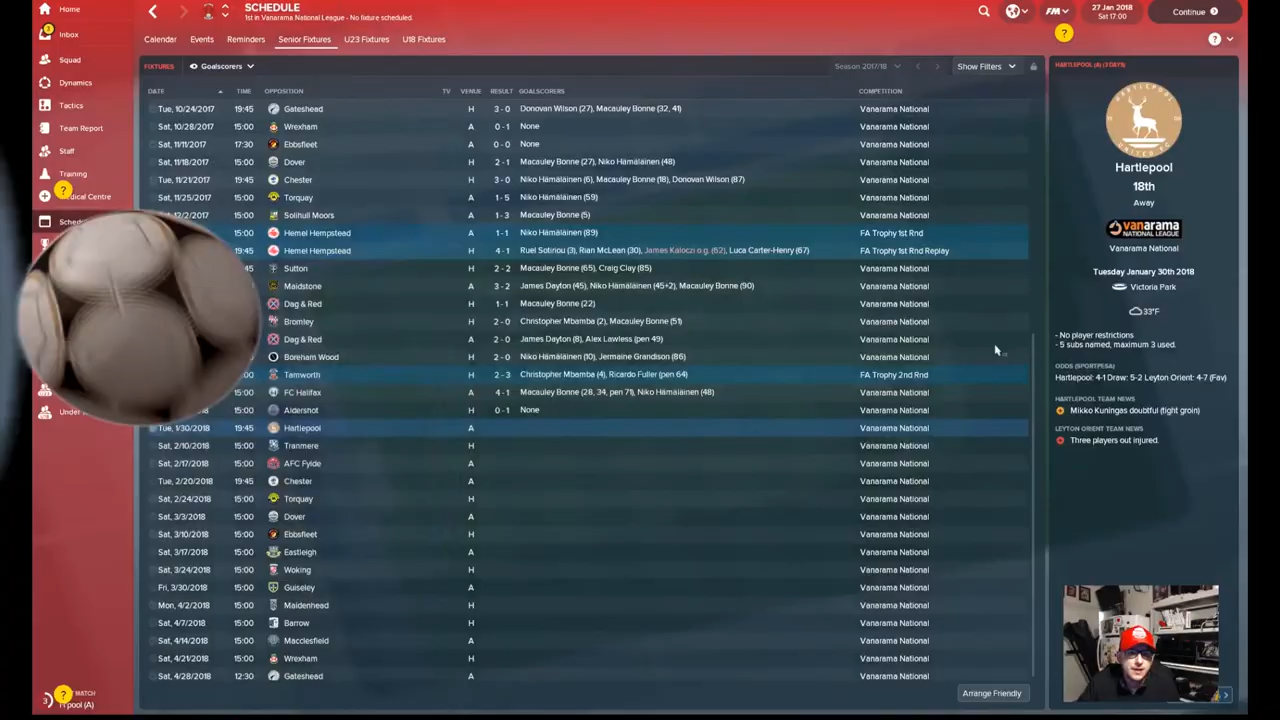 Home
SCHEDULE
1st in Vanarama National League - No fixture scheduled.
FM
27 Jan 2018
Sat 17:00
Continue
Inbox
Squad
Dynamics
Tactics
Team Report
Staff
Training
edical Centre
Calendar Events Reminders Senior Fixtures U23 Fixtures U18 Fixtures
FIXTURES Goalscorers Season 2017/18 Show Filters
DATE TIME OPPOSITION TV VENUE RESULT GOALSCORERS COMPETITION
Tue, 10/24/2017 19:45 Gateshead H 3 - 0 Donovan Wilson (27), Macauley Bonne (32, 41) Vanarama National
Sat, 10/28/2017 15:00 Wrexham A 0 - 1 None Vanarama National
Sat, 11/11/2017 17:30 Ebbsfleet A 0 - 0 None Vanarama National
Sat, 11/18/2017 15:00 Dover H 2 - 1 Macauley Bonne (27), Niko Hämäläinen (48) Vanarama National
Tue, 11/21/2017 19:45 Chester H 3 - 0 Niko Hämäläinen (6), Macauley Bonne (18), Donovan Wilson (87) Vanarama National
Sat, 11/25/2017 15:00 Torquay A 1 - 5 Niko Hämäläinen (59) Vanarama National
12/2/2017 15:00 Solihull Moors A 1 - 3 Macauley Bonne (5) Vanarama National
15:00 Hemel Hempstead A 1 - 1 Niko Hämäläinen (89) FA Trophy 1st Rnd
19:45 Hemel Hempstead H 4 - 1 Ruel Sotiriou (3), Rian McLean (30), James Kaloczi o.g. (62), Luca Carter-Henry (67) FA Trophy 1st Rnd Replay
45 Sutton H 2 - 2 Macauley Bonne (65), Craig Clay (85) Vanarama National
Maidstone A 3 - 2 James Dayton (45), Niko Hämäläinen (45+2), Macauley Bonne (90) Vanarama National
Dag & Red H 1 - 1 Macauley Bonne (22) Vanarama National
Bromley H 2 - 0 Christopher Mbamba (2), Macauley Bonne (51) Vanarama National
Dag & Red A 2 - 0 James Dayton (8), Alex Lawless (pen 49) Vanarama National
Boreham Wood H 2 - 0 Niko Hämäläinen (10), Jermaine Grandison (86) Vanarama National
Tamworth H 2 - 3 Christopher Mbamba (4), Ricardo Fuller (pen 64) FA Trophy 2nd Rnd
15:00 FC Halifax A 4 - 1 Macauley Bonne (28, 34, pen 71), Niko Hämäläinen (48) Vanarama National
15:00 Aldershot H 0 - 1 None Vanarama National
Tue, 1/30/2018 19:45 Hartlepool A Vanarama National
Sat, 2/10/2018 15:00 Tranmere H Vanarama National
Sat, 2/17/2018 15:00 AFC Fylde A Vanarama National
Tue, 2/20/2018 19:45 Chester A Vanarama National
Sat, 2/24/2018 15:00 Torquay H Vanarama National
Sat, 3/3/2018 15:00 Dover A Vanarama National
Sat, 3/10/2018 15:00 Ebbsfleet H Vanarama National
Sat, 3/17/2018 15:00 Eastleigh A Vanarama National
Sat, 3/24/2018 15:00 Woking H Vanarama National
Fri, 3/30/2018 15:00 Guiseley A Vanarama National
Mon, 4/2/2018 15:00 Maidenhead H Vanarama National
Sat, 4/7/2018 15:00 Barrow H Vanarama National
Sat, 4/14/2018 15:00 Macclesfield A Vanarama National
Sat, 4/21/2018 15:00 Wrexham H Vanarama National
Sat, 4/28/2018 12:30 Gateshead A Vanarama National
Arrange Friendly
HARTLEPOOL (A) (3 DAYS)
HARTLEPOOL
Hartlepool
18th
Away
vanarama
NATIONAL LEAGUE
Vanarama National
Tuesday January 30th 2018
Victoria Park
33°F
- No player restrictions
- 5 subs named, maximum 3 used.
ODDS (SPORTPESA)
Hartlepool: 4-1 Draw: 5-2 Leyton Orient: 4-7 (Fav)
HARTLEPOOL TEAM NEWS
Mikko Kuningas doubtful (tight groin)
LEYTON ORIENT TEAM NEWS
Three players out injured.
MATCH
pool (A)